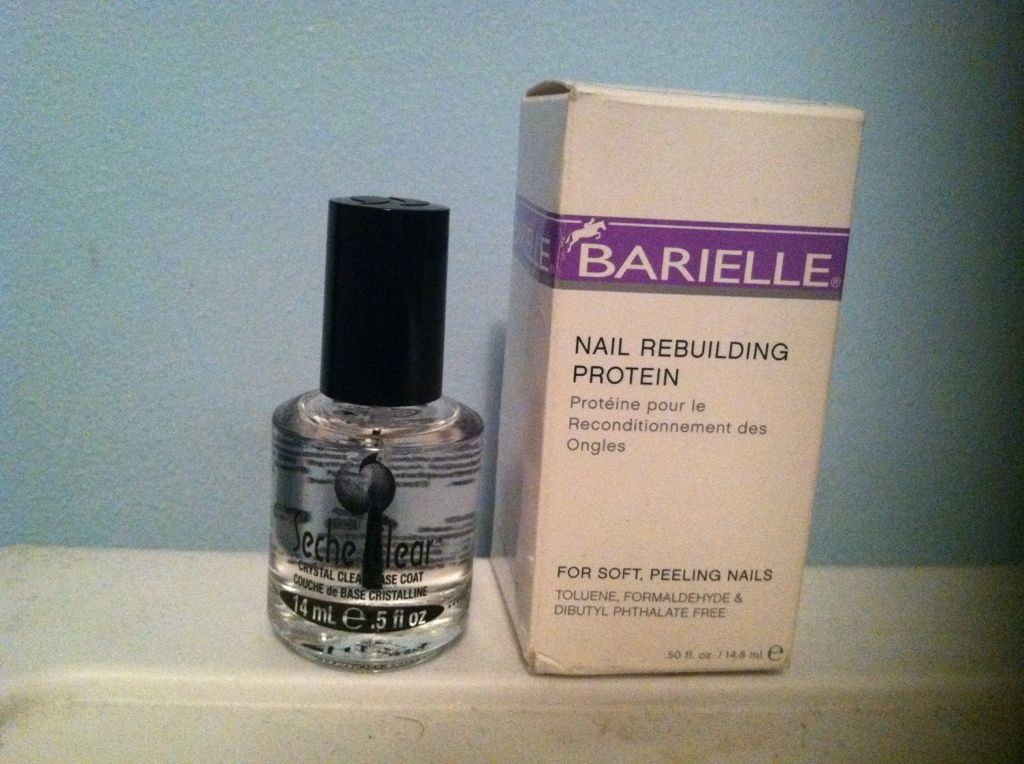 Seche Clear™
CRYSTAL CLEAR BASE COAT
COUCHE de BASE CRISTALLINE
14 mL e .5 fl oz
BARIELLE®
NAIL REBUILDING
PROTEIN
Protéine pour le
Reconditionnement des
Ongles
FOR SOFT, PEELING NAILS
TOLUENE, FORMALDEHYDE &
DIBUTYL PHTHALATE FREE
.50 fl. oz. / 14.8 ml. e